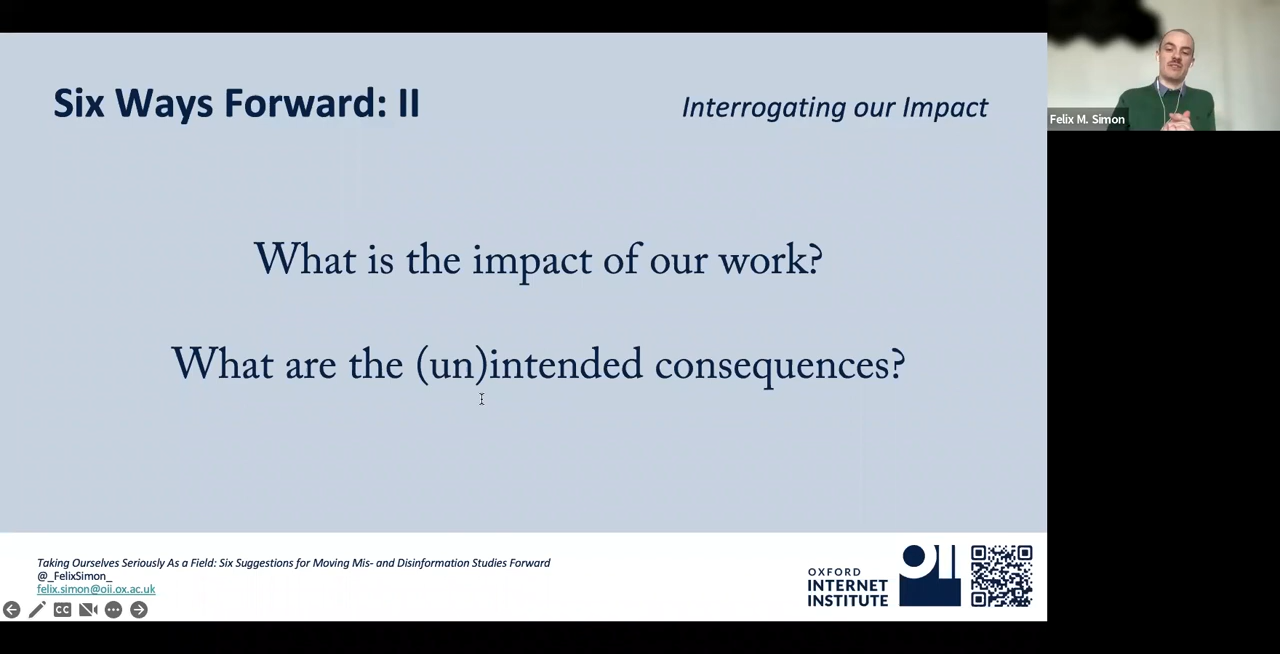 Six Ways Forward: II
Interrogating our Impact
Felix M. Simon
What is the impact of our work?
What are the (un)intended consequences?
Taking Ourselves Seriously As a Field: Six Suggestions for Moving Mis- and Disinformation Studies Forward
@_FelixSimon_
felix.simon@oii.ox.ac.uk
CC
OXFORD
INTERNET
INSTITUTE
OII